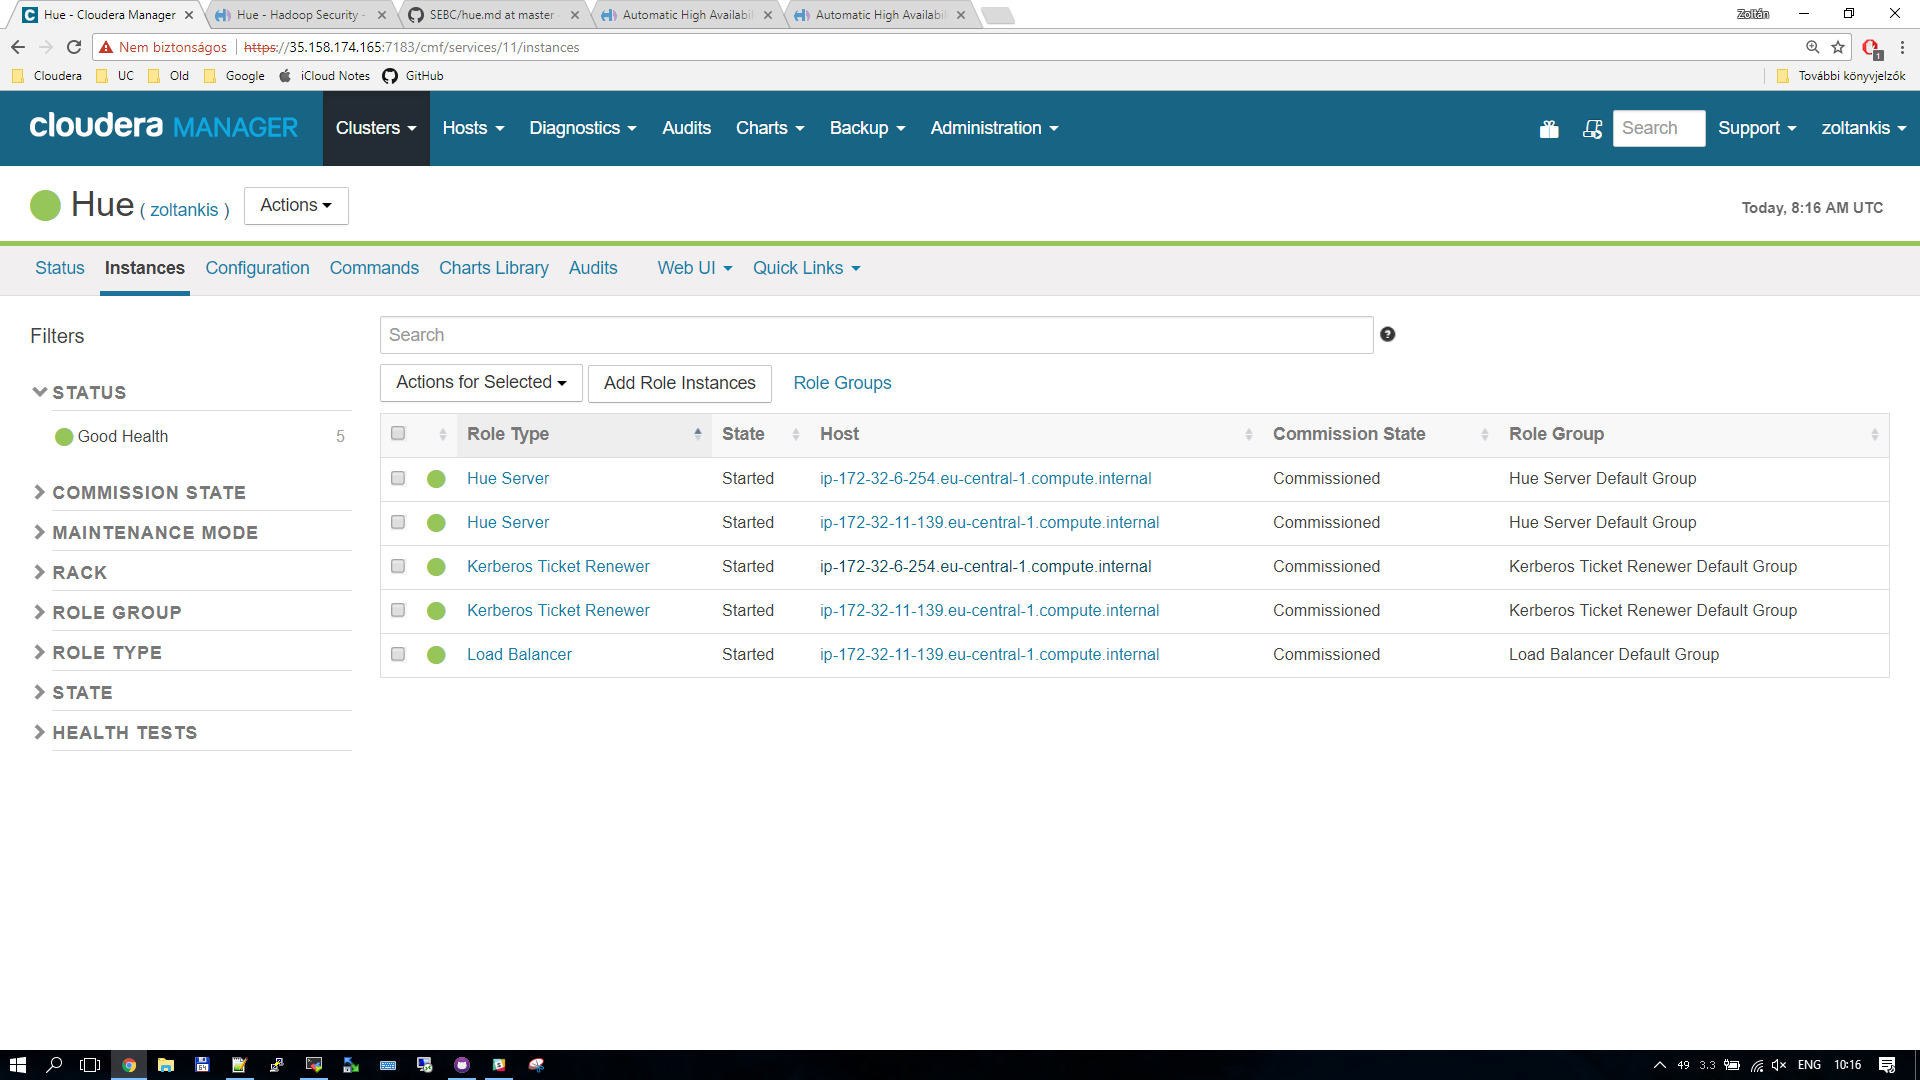 Hue - Cloudera Manager
Hue - Hadoop Security -
SEBC/hue.md at master
Automatic High Availabil
Automatic High Availabil
Zoltán
Nem biztonságos https://35.158.174.165:7183/cmf/services/11/instances
1
Cloudera UC Old Google iCloud Notes GitHub További könyvjelzők
cloudera MANAGER Clusters Hosts Diagnostics Audits Charts Backup Administration Search Support zoltankis
Hue ( zoltankis ) Actions Today, 8:16 AM UTC
Status Instances Configuration Commands Charts Library Audits Web UI Quick Links
Filters
STATUS
Good Health 5
COMMISSION STATE
MAINTENANCE MODE
RACK
ROLE GROUP
ROLE TYPE
STATE
HEALTH TESTS
Search ?
Actions for Selected Add Role Instances Role Groups
Role Type State Host Commission State Role Group
Hue Server Started ip-172-32-6-254.eu-central-1.compute.internal Commissioned Hue Server Default Group
Hue Server Started ip-172-32-11-139.eu-central-1.compute.internal Commissioned Hue Server Default Group
Kerberos Ticket Renewer Started ip-172-32-6-254.eu-central-1.compute.internal Commissioned Kerberos Ticket Renewer Default Group
Kerberos Ticket Renewer Started ip-172-32-11-139.eu-central-1.compute.internal Commissioned Kerberos Ticket Renewer Default Group
Load Balancer Started ip-172-32-11-139.eu-central-1.compute.internal Commissioned Load Balancer Default Group
49 3.3 ENG 10:16